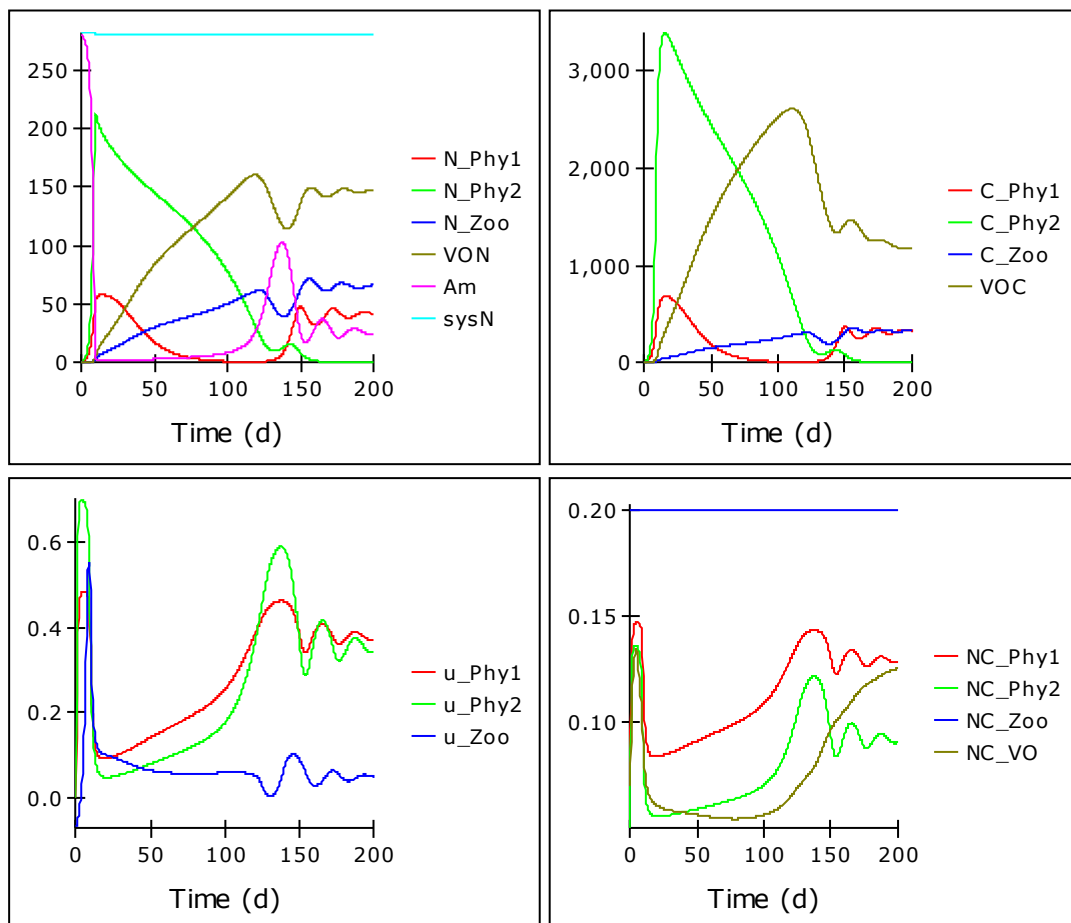 250
200
150
100
50
0
0 50 100 150 200
Time (d)
N_Phy1
N_Phy2
N_Zoo
VON
Am
sysN
3,000
2,000
1,000
0
0 50 100 150 200
Time (d)
C_Phy1
C_Phy2
C_Zoo
VOC
0.6
0.4
0.2
0.0
0 50 100 150 200
Time (d)
u_Phy1
u_Phy2
u_Zoo
0.20
0.15
0.10
0 50 100 150 200
Time (d)
NC_Phy1
NC_Phy2
NC_Zoo
NC_VO